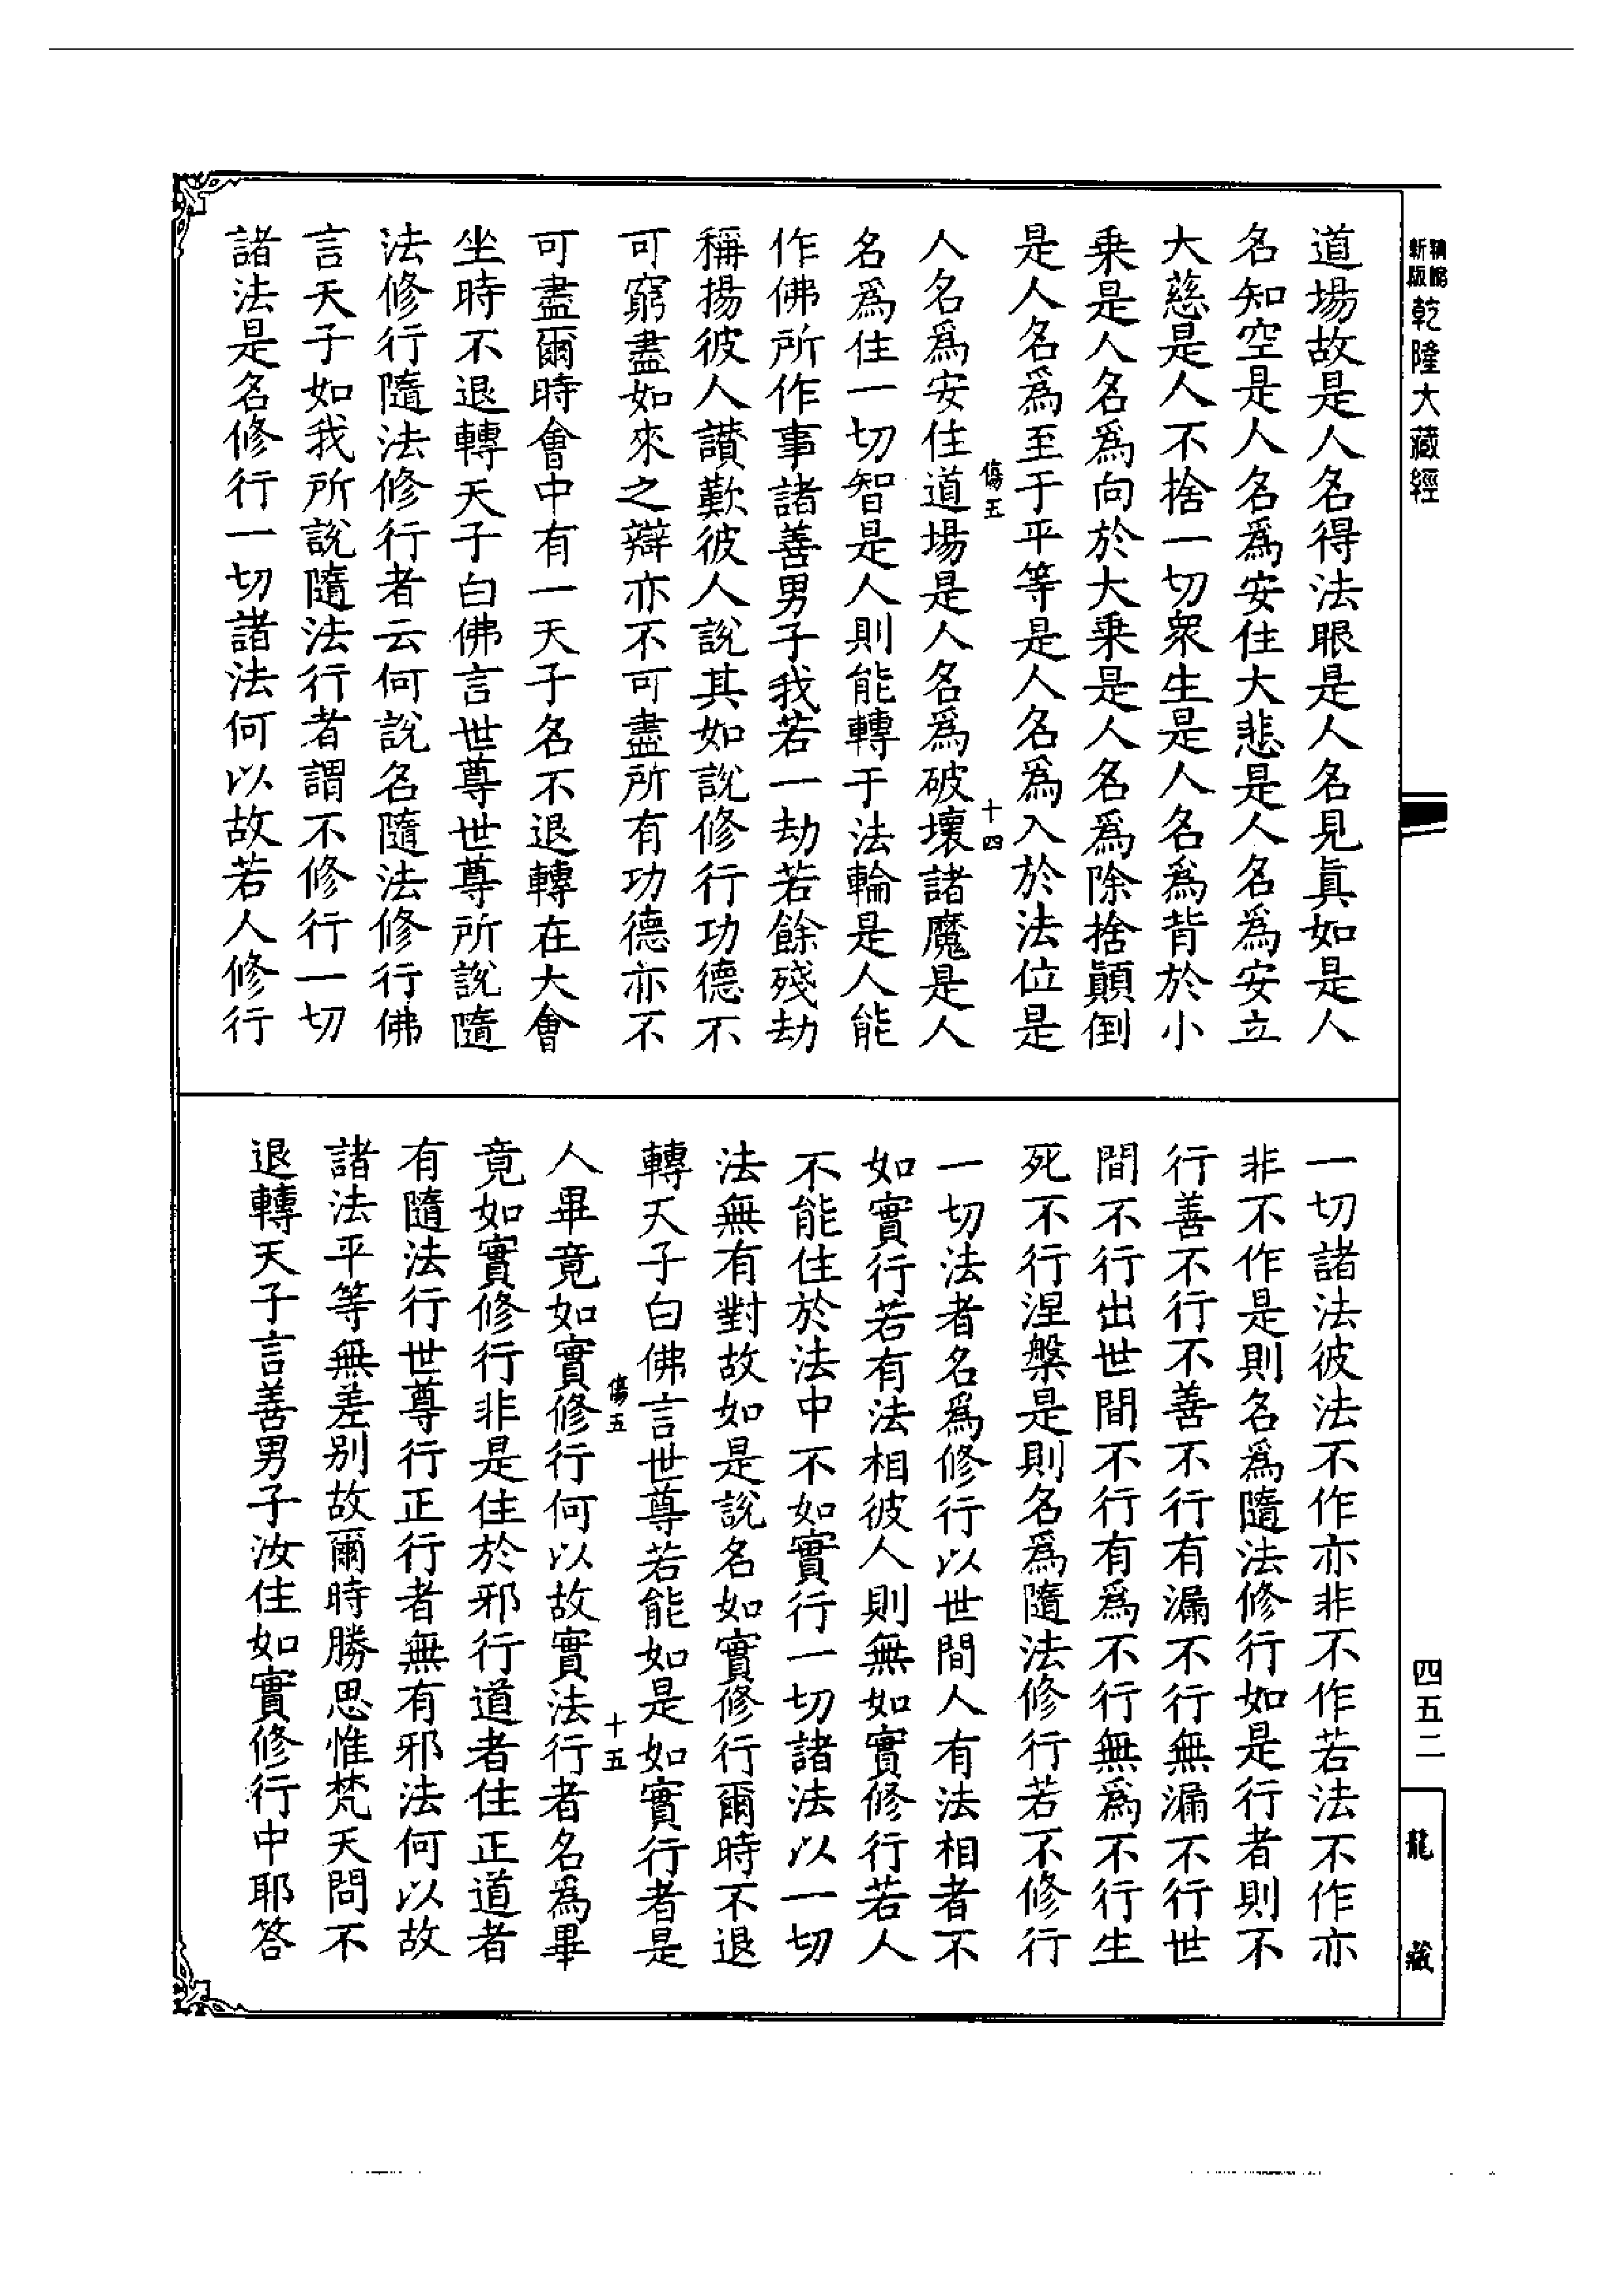 新版
精縮
乾隆大藏經
道場故是人名得法眼是人名見真如是人
名知空是人名為安住大悲是人名為安立
大慈是人不捨一切眾生是人名為背於小
乘是人名為向於大乘是人名為除捨顛倒
是人名為至于平等是人名為入於法位是
傷五
十四
人名為安住道場是人名為破壞諸魔是人
名為住一切智是人則能轉于法輪是人能
作佛所作事諸善男子我若一劫若餘殘劫
稱揚彼人讚歎彼人說其如說修行功德不
可窮盡如來之辯亦不可盡所有功德亦不
可盡爾時會中有一天子名不退轉在大會
坐時不退轉天子白佛言世尊世尊所說隨
法修行隨法修行者云何說名隨法修行佛
言天子如我所說隨法行者謂不修行一切
諸法是名修行一切諸法何以故若人修行
一切諸法彼法不作亦非不作若法不作亦
非不作是則名為隨法修行如是行者則不
行善不行不善不行有漏不行無漏不行世
間不行出世間不行有為不行無為不行生
死不行涅槃是則名為隨法修行若不修行
一切法者名為修行以世間人有法相者不
如實行若有法相彼人則無如實修行若人
不能住於法中不如實行一切諸法以一切
法無有對故如是說名如實修行爾時不退
轉天子白佛言世尊若能如是如實行者是
傷五
十五
人畢竟如實修行何以故實法行者名為畢
竟如實修行非是住於邪行道者住正道者
有隨法行世尊行正行者無有邪法何以故
諸法平等無差別故爾時勝思惟梵天問不
退轉天子言善男子汝住如實修行中耶答
四五二
龍藏